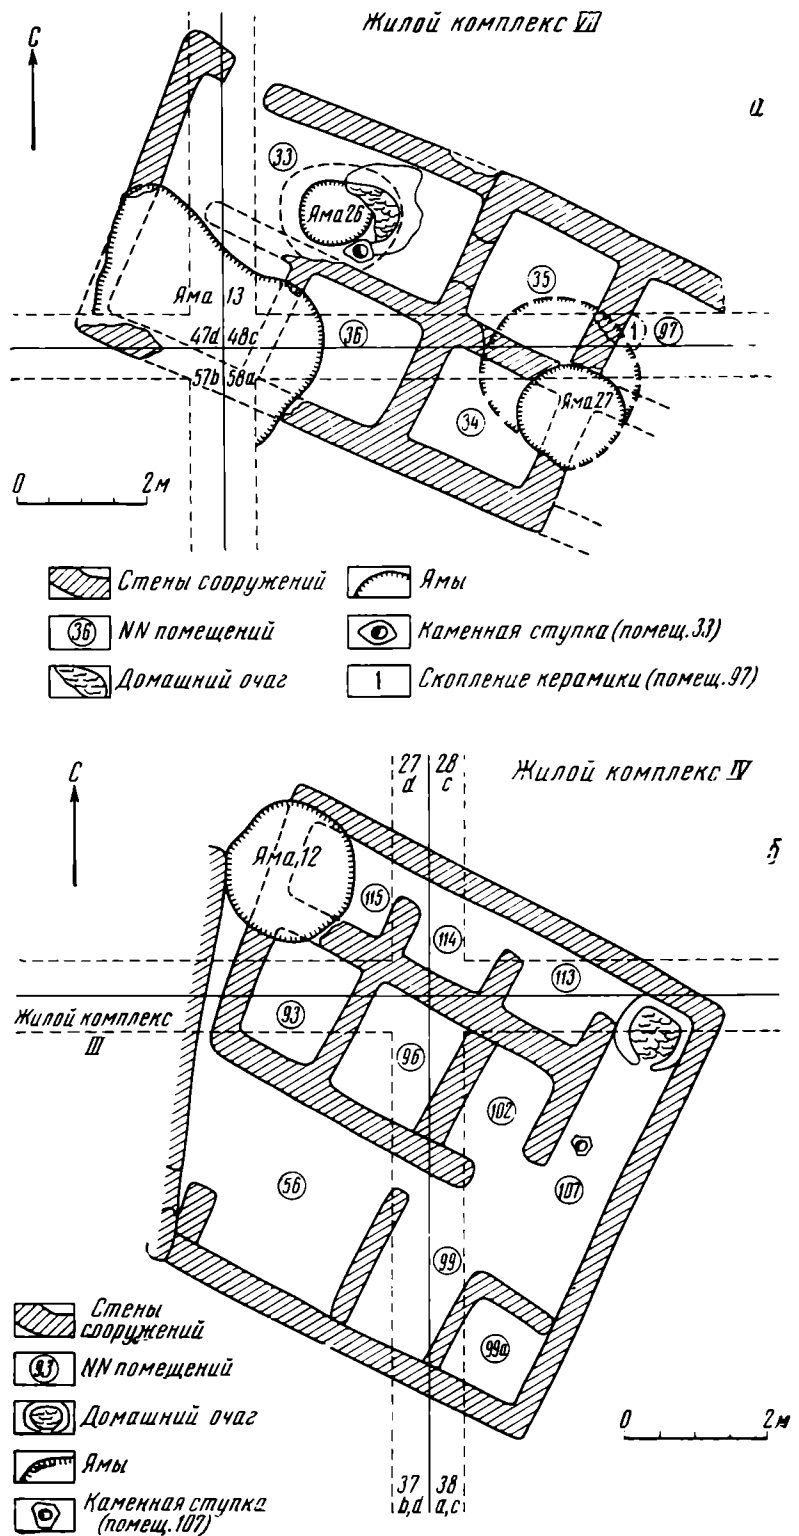 Жилой комплекс VII
С
а
33
Яма 26
35
Яма 13
36
1
97
47d 48c
57b 58a
Яма 27
34
0 2м
Стены сооружений
Ямы
36 NN помещений
Каменная ступка (помещ. 33)
Домашний очаг
1 Скопление керамики (помещ. 97)
27 28
d c
Жилой комплекс IV
С
б
Яма 12
115
114
113
Жилой комплекс
III
93
96
102
107
56
99
99а
Стены
сооружений
93 NN помещений
Домашний очаг
0 2м
Ямы
37 38
b,d a,c
Каменная ступка
(помещ. 107)